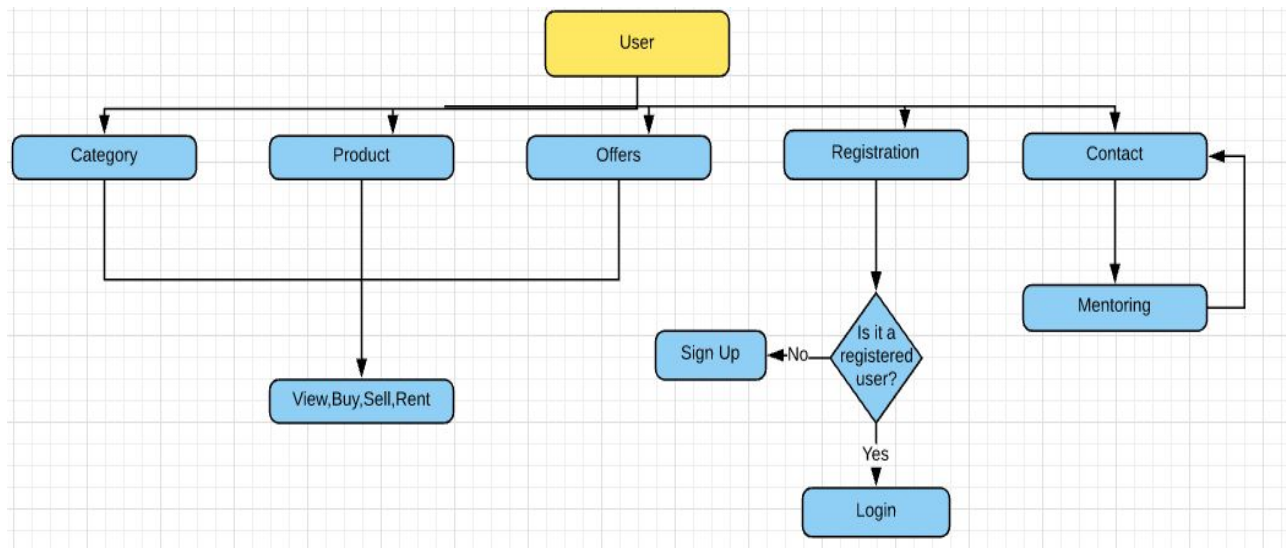 User
Category
Product
Offers
Registration
Contact
Mentoring
Is it a
registered
user?
Sign Up
No
View,Buy,Sell,Rent
Yes
Login